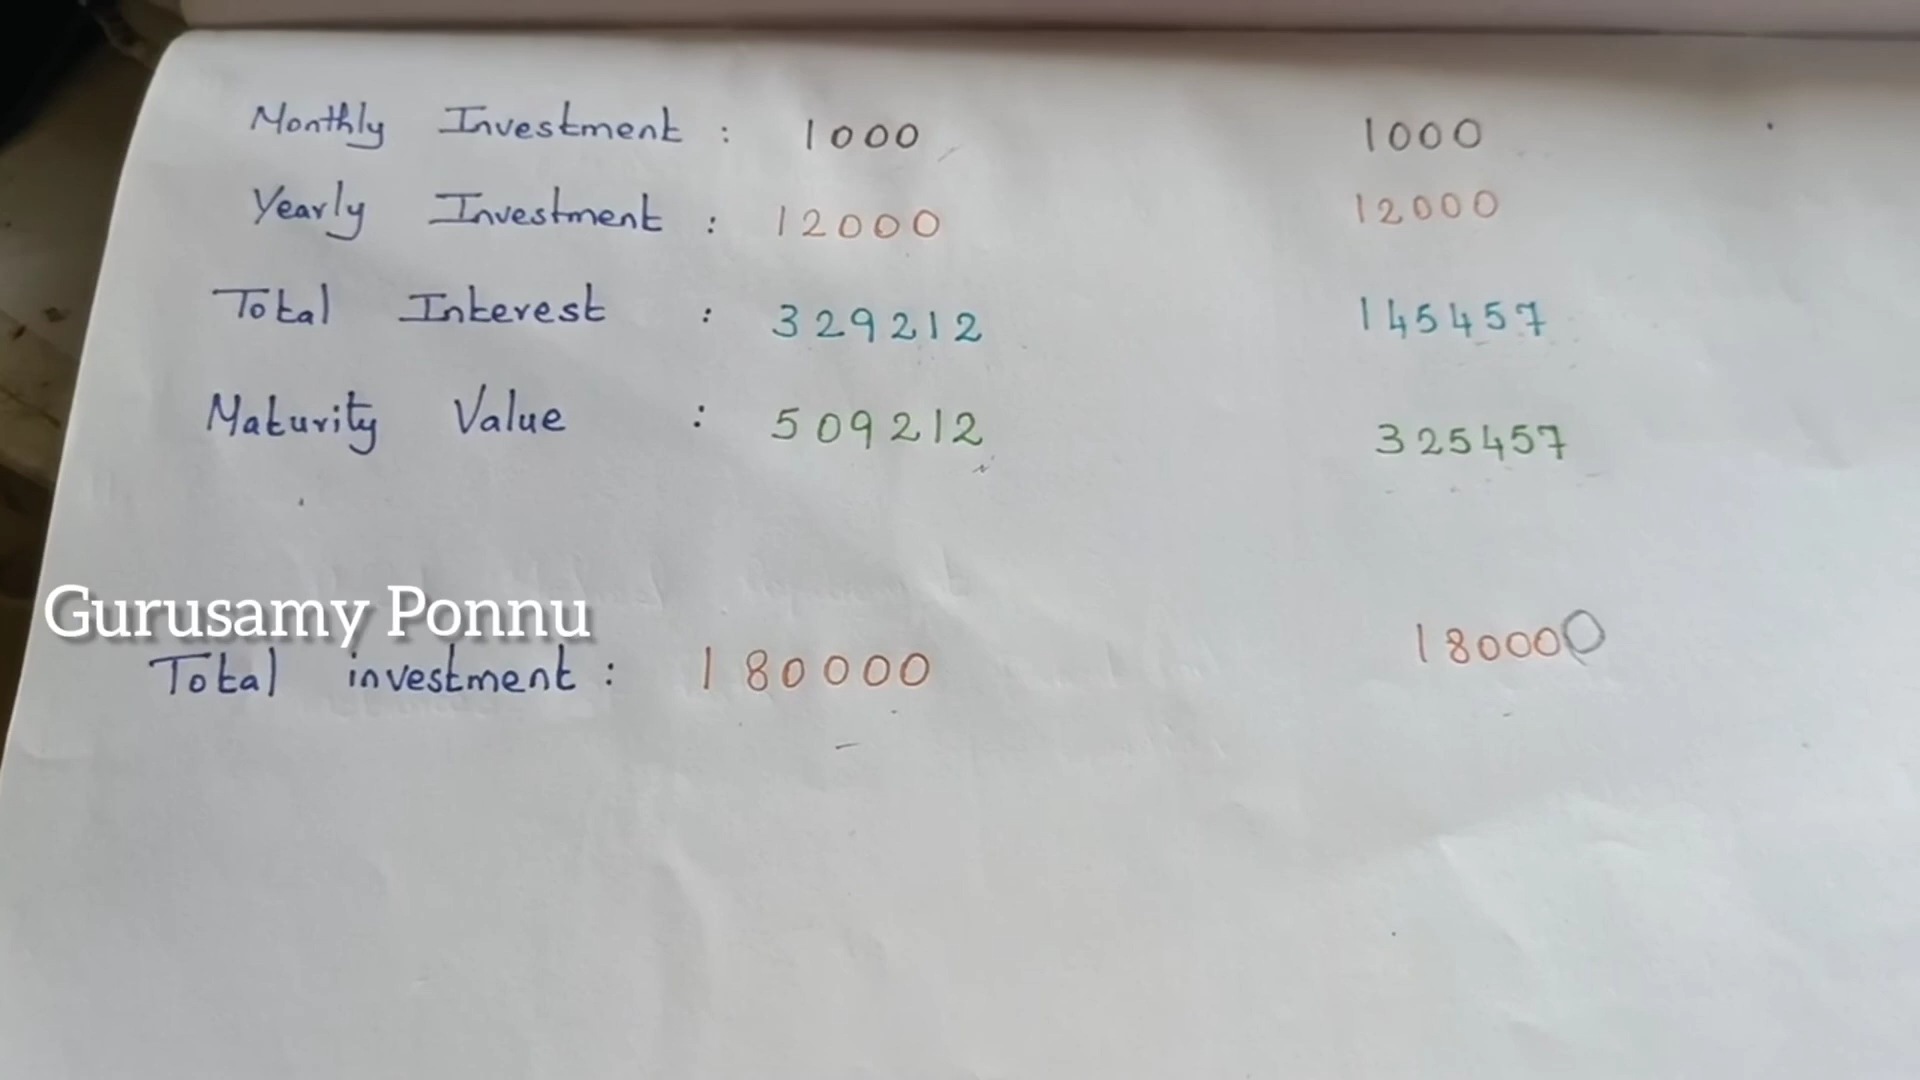 Monthly Investment : 1000 1000
Yearly Investment : 12000 12000
Total Interest : 329212 145457
Maturity Value : 509212 325457
Gurusamy Ponnu
Total investment : 180000 180000